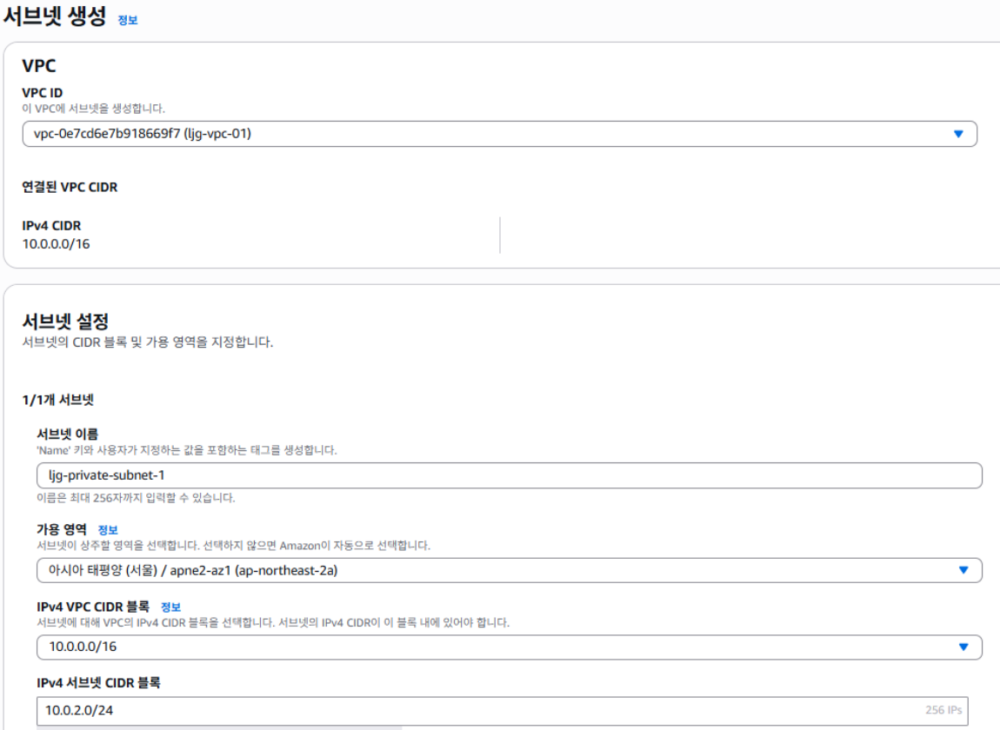 서브넷 생성 정보
VPC
VPC ID
이 VPC에 서브넷을 생성합니다.
vpc-0e7cd6e7b918669f7 (ljg-vpc-01)
연결된 VPC CIDR
IPv4 CIDR
10.0.0.0/16
서브넷 설정
서브넷의 CIDR 블록 및 가용 영역을 지정합니다.
1/1개 서브넷
서브넷 이름
'Name' 키와 사용자가 지정하는 값을 포함하는 태그를 생성합니다.
ljg-private-subnet-1
이름은 최대 256자까지 입력할 수 있습니다.
가용 영역 정보
서브넷이 상주할 영역을 선택합니다. 선택하지 않으면 Amazon이 자동으로 선택합니다.
아시아 태평양 (서울) / apne2-az1 (ap-northeast-2a)
IPv4 VPC CIDR 블록 정보
서브넷에 대해 VPC의 IPv4 CIDR 블록을 선택합니다. 서브넷의 IPv4 CIDR이 이 블록 내에 있어야 합니다.
10.0.0.0/16
IPv4 서브넷 CIDR 블록
10.0.2.0/24 256 IPs